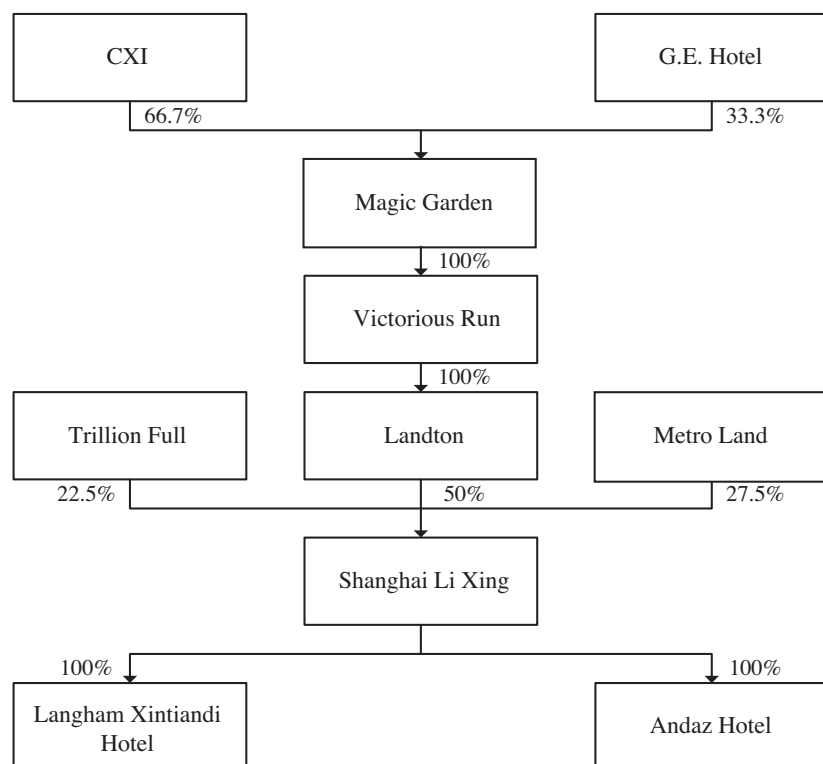 CXI
G.E. Hotel
66.7%
33.3%
Magic Garden
100%
Victorious Run
100%
Trillion Full
Landton
Metro Land
22.5%
50%
27.5%
Shanghai Li Xing
100%
100%
Langham Xintiandi
Hotel
Andaz Hotel